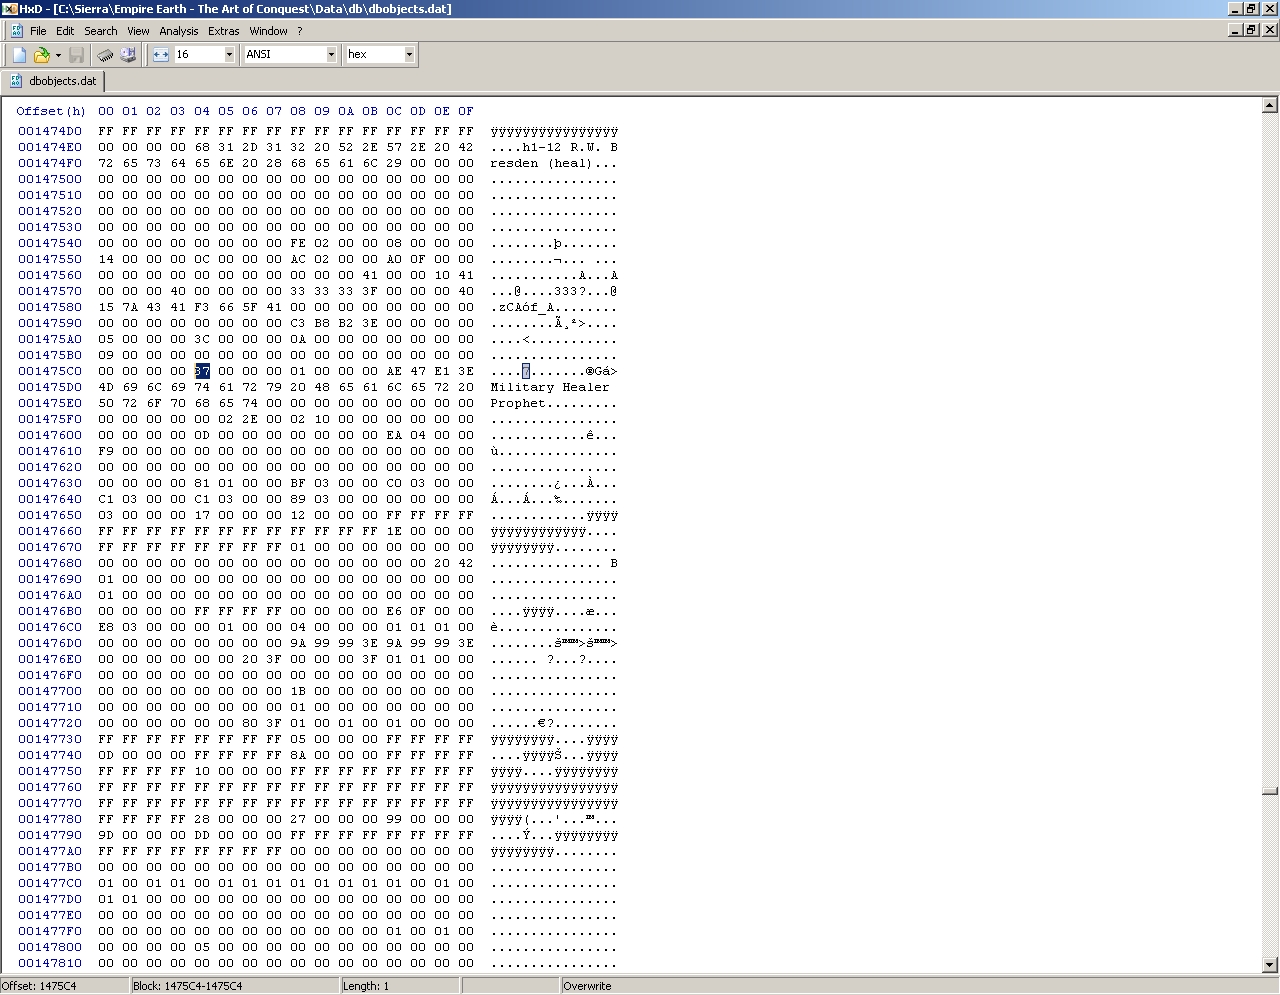 HxD - [C:\Sierra\Empire Earth - The Art of Conquest\Data\db\dbobjects.dat]
File Edit Search View Analysis Extras Window ?
16 ANSI hex
dbobjects.dat
Offset(h) 00 01 02 03 04 05 06 07 08 09 0A 0B 0C 0D 0E 0F
001474D0 FF FF FF FF FF FF FF FF FF FF FF FF FF FF FF FF ÿÿÿÿÿÿÿÿÿÿÿÿÿÿÿÿ
001474E0 00 00 00 00 68 31 2D 31 32 20 52 2E 57 2E 20 42 ....h1-12 R.W. B
001474F0 72 65 73 64 65 6E 20 28 68 65 61 6C 29 00 00 00 resden (heal)...
00147500 00 00 00 00 00 00 00 00 00 00 00 00 00 00 00 00 ................
00147510 00 00 00 00 00 00 00 00 00 00 00 00 00 00 00 00 ................
00147520 00 00 00 00 00 00 00 00 00 00 00 00 00 00 00 00 ................
00147530 00 00 00 00 00 00 00 00 00 00 00 00 00 00 00 00 ................
00147540 00 00 00 00 00 00 00 00 FE 02 00 00 08 00 00 00 ........þ.......
00147550 14 00 00 00 0C 00 00 00 AC 02 00 00 A0 0F 00 00 ........¬... ...
00147560 00 00 00 00 00 00 00 00 00 00 00 41 00 00 10 41 ...........A...A
00147570 00 00 00 40 00 00 00 00 33 33 33 3F 00 00 00 40 ...@....333?...@
00147580 15 7A 43 41 F3 66 5F 41 00 00 00 00 00 00 00 00 .zCAóf_A........
00147590 00 00 00 00 00 00 00 00 C3 B8 B2 3E 00 00 00 00 ........Ã¸²>....
001475A0 05 00 00 00 3C 00 00 00 0A 00 00 00 00 00 00 00 ....<...........
001475B0 09 00 00 00 00 00 00 00 00 00 00 00 00 00 00 00 ................
001475C0 00 00 00 00 37 00 00 00 01 00 00 00 AE 47 E1 3E ....7.......®Gá>
001475D0 4D 69 6C 69 74 61 72 79 20 48 65 61 6C 65 72 20 Military Healer
001475E0 50 72 6F 70 68 65 74 00 00 00 00 00 00 00 00 00 Prophet.........
001475F0 00 00 00 00 00 02 2E 00 02 10 00 00 00 00 00 00 ................
00147600 00 00 00 00 0D 00 00 00 00 00 00 00 EA 04 00 00 ............ê...
00147610 F9 00 00 00 00 00 00 00 00 00 00 00 00 00 00 00 ù...............
00147620 00 00 00 00 00 00 00 00 00 00 00 00 00 00 00 00 ................
00147630 00 00 00 00 81 01 00 00 BF 03 00 00 C0 03 00 00 ........¿...À...
00147640 C1 03 00 00 C1 03 00 00 89 03 00 00 00 00 00 00 Á...Á...‰.......
00147650 03 00 00 00 17 00 00 00 12 00 00 00 FF FF FF FF ............ÿÿÿÿ
00147660 FF FF FF FF FF FF FF FF FF FF FF FF 1E 00 00 00 ÿÿÿÿÿÿÿÿÿÿÿÿ....
00147670 FF FF FF FF FF FF FF FF 01 00 00 00 00 00 00 00 ÿÿÿÿÿÿÿÿ........
00147680 00 00 00 00 00 00 00 00 00 00 00 00 00 00 20 42 .............. B
00147690 01 00 00 00 00 00 00 00 00 00 00 00 00 00 00 00 ................
001476A0 01 00 00 00 00 00 00 00 00 00 00 00 00 00 00 00 ................
001476B0 00 00 00 00 FF FF FF FF 00 00 00 00 E6 0F 00 00 ....ÿÿÿÿ....æ...
001476C0 E8 03 00 00 00 01 00 00 04 00 00 00 01 01 01 00 è...............
001476D0 00 00 00 00 00 00 00 00 9A 99 99 3E 9A 99 99 3E ........š™™>š™™>
001476E0 00 00 00 00 00 00 20 3F 00 00 00 3F 01 01 00 00 ...... ?...?....
001476F0 00 00 00 00 00 00 00 00 00 00 00 00 00 00 00 00 ................
00147700 00 00 00 00 00 00 00 00 1B 00 00 00 00 00 00 00 ................
00147710 00 00 00 00 00 00 00 00 01 00 00 00 00 00 00 00 ................
00147720 00 00 00 00 00 00 80 3F 01 00 01 00 01 00 00 00 ......€?........
00147730 FF FF FF FF FF FF FF FF 05 00 00 00 FF FF FF FF ÿÿÿÿÿÿÿÿ....ÿÿÿÿ
00147740 0D 00 00 00 FF FF FF FF 8A 00 00 00 FF FF FF FF ....ÿÿÿÿŠ...ÿÿÿÿ
00147750 FF FF FF FF 10 00 00 00 FF FF FF FF FF FF FF FF ÿÿÿÿ....ÿÿÿÿÿÿÿÿ
00147760 FF FF FF FF FF FF FF FF FF FF FF FF FF FF FF FF ÿÿÿÿÿÿÿÿÿÿÿÿÿÿÿÿ
00147770 FF FF FF FF FF FF FF FF FF FF FF FF FF FF FF FF ÿÿÿÿÿÿÿÿÿÿÿÿÿÿÿÿ
00147780 FF FF FF FF 28 00 00 00 27 00 00 00 99 00 00 00 ÿÿÿÿ(...'...™...
00147790 9D 00 00 00 DD 00 00 00 FF FF FF FF FF FF FF FF ....Ý...ÿÿÿÿÿÿÿÿ
001477A0 FF FF FF FF FF FF FF FF 00 00 00 00 00 00 00 00 ÿÿÿÿÿÿÿÿ........
001477B0 00 00 00 00 00 00 00 00 00 00 00 00 00 00 00 00 ................
001477C0 01 00 01 01 00 01 01 01 01 01 01 01 01 00 01 00 ................
001477D0 01 01 00 00 00 00 00 00 00 00 00 00 00 00 00 00 ................
001477E0 00 00 00 00 00 00 00 00 00 00 00 00 00 00 00 00 ................
001477F0 00 00 00 00 00 00 00 00 00 00 00 00 01 00 01 00 ................
00147800 00 00 00 00 05 00 00 00 00 00 00 00 00 00 00 00 ................
00147810 00 00 00 00 00 00 00 00 00 00 00 00 00 00 00 00 ................
Offset: 1475C4 Block: 1475C4-1475C4 Length: 1 Overwrite